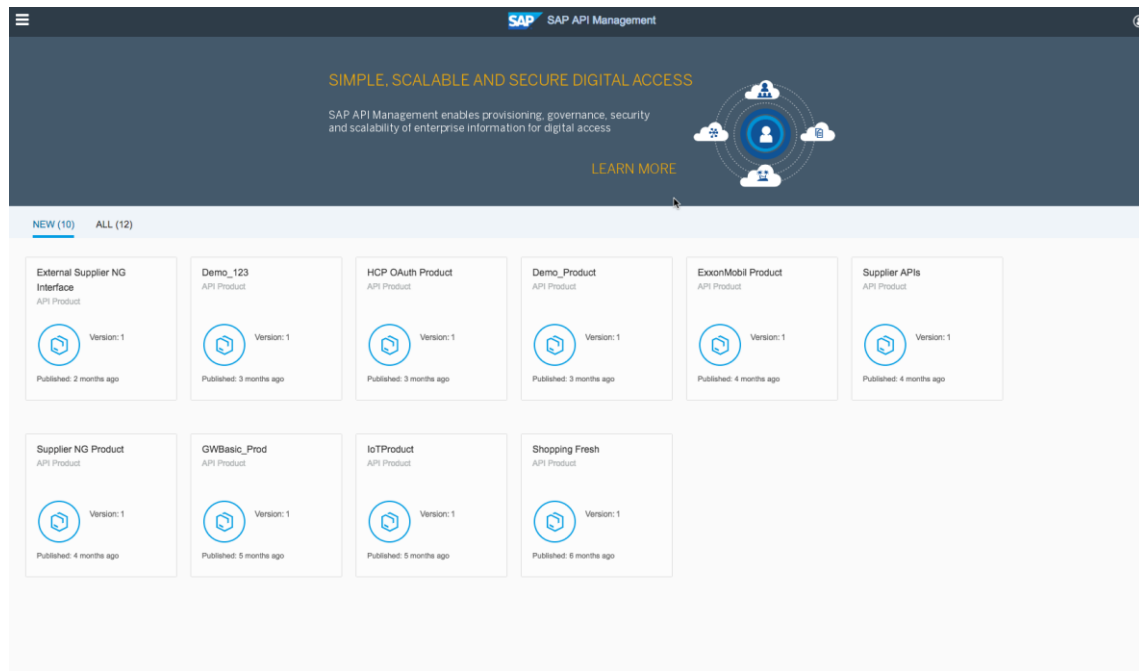 SAP SAP API Management
SIMPLE, SCALABLE AND SECURE DIGITAL ACCESS
SAP API Management enables provisioning, governance, security
and scalability of enterprise information for digital access
LEARN MORE
NEW (10) ALL (12)
External Supplier NG
Interface
API Product
Version: 1
Published: 2 months ago
Demo_123
API Product
Version: 1
Published: 3 months ago
HCP OAuth Product
API Product
Version: 1
Published: 3 months ago
Demo_Product
API Product
Version: 1
Published: 3 months ago
ExxonMobil Product
API Product
Version: 1
Published: 4 months ago
Supplier APIs
API Product
Version: 1
Published: 4 months ago
Supplier NG Product
API Product
Version: 1
Published: 4 months ago
GWBasic_Prod
API Product
Version: 1
Published: 5 months ago
IoTProduct
API Product
Version: 1
Published: 5 months ago
Shopping Fresh
API Product
Version: 1
Published: 6 months ago